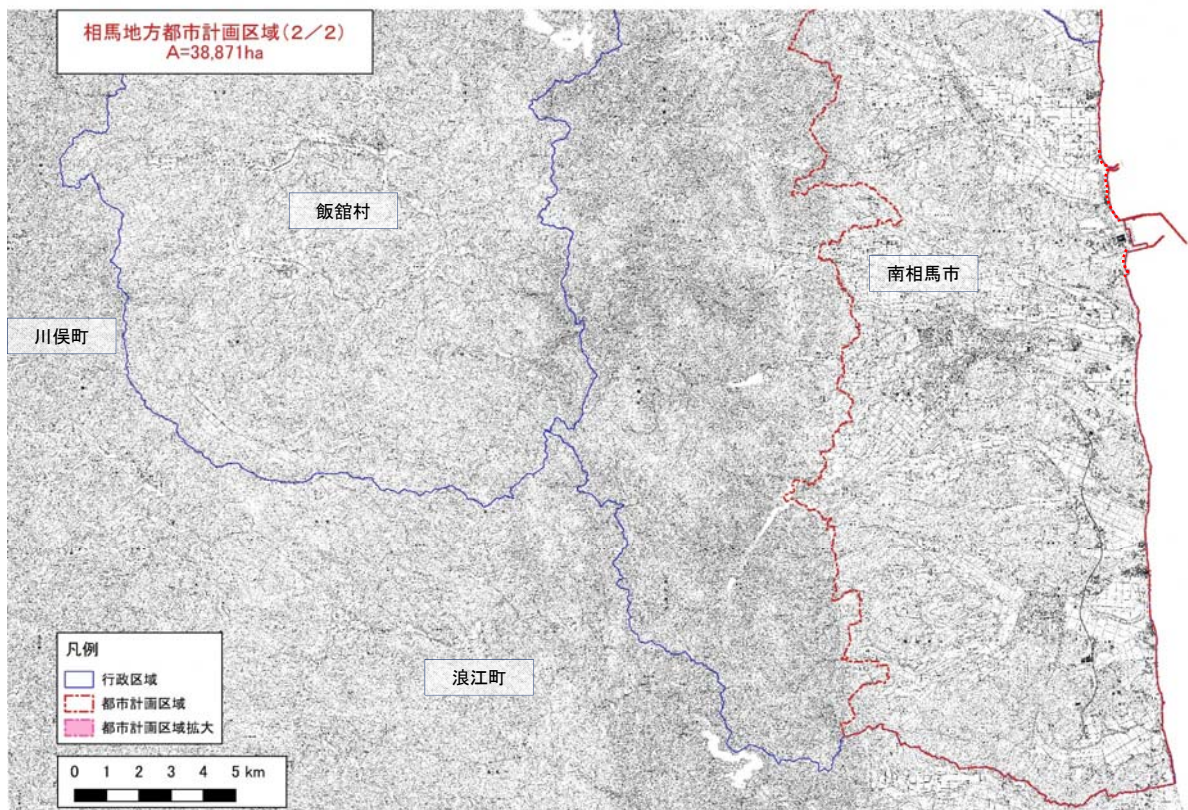 相馬地方都市計画区域(2/2)
A=38,871ha
飯舘村
南相馬市
川俣町
浪江町
凡例
行政区域
都市計画区域
都市計画区域拡大
0 1 2 3 4 5 km